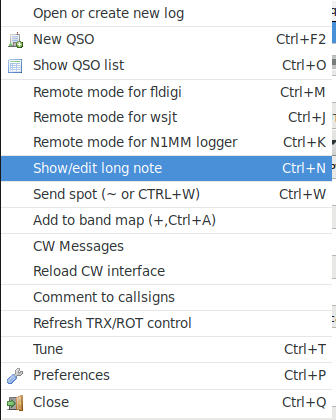 Open or create new log
New QSO Ctrl+F2
Show QSO list Ctrl+O
Remote mode for fldigi Ctrl+M
Remote mode for wsjt Ctrl+J
Remote mode for N1MM logger Ctrl+K
Show/edit long note Ctrl+N
Send spot (~ or CTRL+W) Ctrl+W
Add to band map (+,Ctrl+A)
CW Messages
Reload CW interface
Comment to callsigns
Refresh TRX/ROT control
Tune Ctrl+T
Preferences Ctrl+P
Close Ctrl+Q